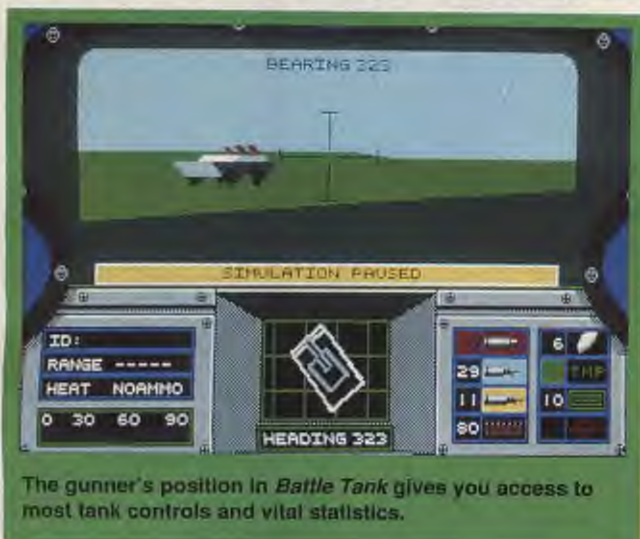 BEARING 323
SIMULATION PAUSED
ID:
RANGE -----
HEAT NOAMMO
0 30 60 90
HEADING 323
6
29 TMP
11 10
80
The gunner's position in Battle Tank gives you access to
most tank controls and vital statistics.